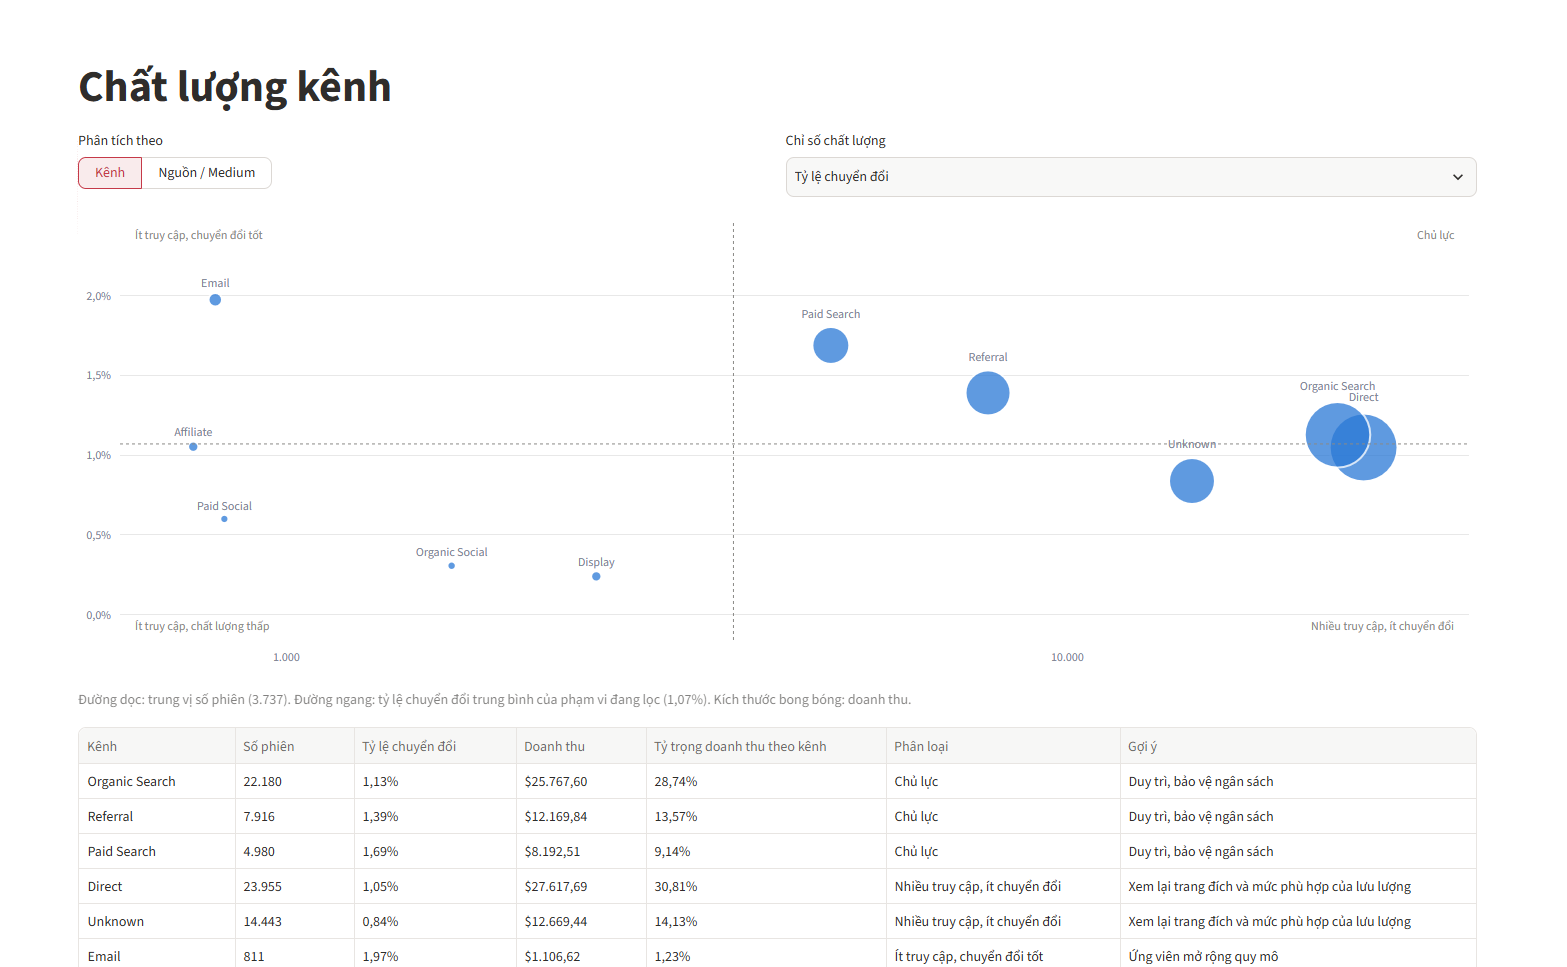 Chất lượng kênh
Phân tích theo
Chỉ số chất lượng
Kênh
Nguồn / Medium
Tỷ lệ chuyển đổi
Ít truy cập, chuyển đổi tốt
Chủ lực
Email
2,0%
Paid Search
Referral
1,5%
Organic Search
Direct
Affiliate
Unknown
1,0%
Paid Social
0,5%
Organic Social
Display
0,0%
Ít truy cập, chất lượng thấp
Nhiều truy cập, ít chuyển đổi
1.000
10.000
Đường dọc: trung vị số phiên (3.737). Đường ngang: tỷ lệ chuyển đổi trung bình của phạm vi đang lọc (1,07%). Kích thước bong bóng: doanh thu.
Kênh Số phiên Tỷ lệ chuyển đổi Doanh thu Tỷ trọng doanh thu theo kênh Phân loại Gợi ý
Organic Search 22.180 1,13% $25.767,60 28,74% Chủ lực Duy trì, bảo vệ ngân sách
Referral 7.916 1,39% $12.169,84 13,57% Chủ lực Duy trì, bảo vệ ngân sách
Paid Search 4.980 1,69% $8.192,51 9,14% Chủ lực Duy trì, bảo vệ ngân sách
Direct 23.955 1,05% $27.617,69 30,81% Nhiều truy cập, ít chuyển đổi Xem lại trang đích và mức phù hợp của lưu lượng
Unknown 14.443 0,84% $12.669,44 14,13% Nhiều truy cập, ít chuyển đổi Xem lại trang đích và mức phù hợp của lưu lượng
Email 811 1,97% $1.106,62 1,23% Ít truy cập, chuyển đổi tốt Ứng viên mở rộng quy mô